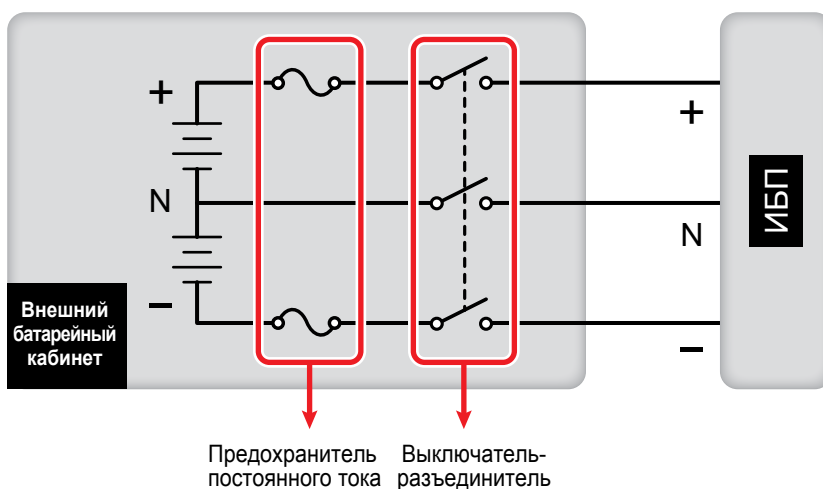 +
+
N
ИБП
N
−
Внешний
батарейный
кабинет
−
Предохранитель
постоянного тока
Выключатель-
разъединитель